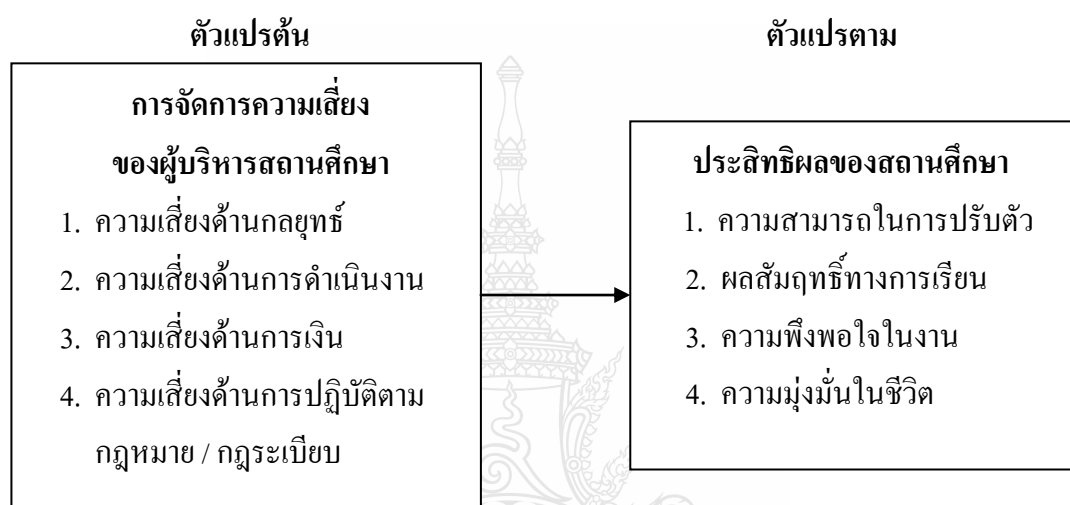 ตัวแปรต้น
ตัวแปรตาม
การจัดการความเสี่ยง
ของผู้บริหารสถานศึกษา
1. ความเสี่ยงด้านกลยุทธ์
2. ความเสี่ยงด้านการดำเนินงาน
3. ความเสี่ยงด้านการเงิน
4. ความเสี่ยงด้านการปฏิบัติตาม
กฎหมาย / กฎระเบียบ
ประสิทธิผลของสถานศึกษา
1. ความสามารถในการปรับตัว
2. ผลสัมฤทธิ์ทางการเรียน
3. ความพึงพอใจในงาน
4. ความมุ่งมั่นในชีวิต